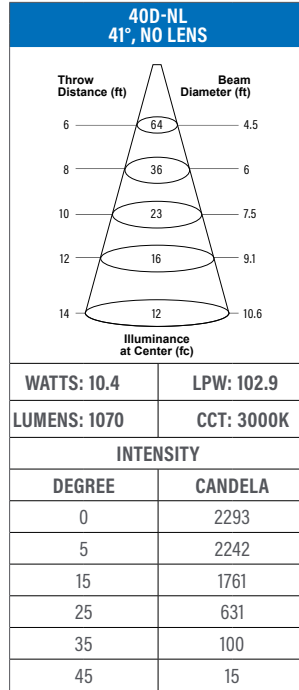 40D-NL
41°, NO LENS
Throw
Distance (ft)
Beam
Diameter (ft)
6 64 4.5
8 36 6
10 23 7.5
12 16 9.1
14 12 10.6
Illuminance
at Center (fc)
WATTS: 10.4 LPW: 102.9
LUMENS: 1070 CCT: 3000K
INTENSITY
DEGREE CANDELA
0 2293
5 2242
15 1761
25 631
35 100
45 15